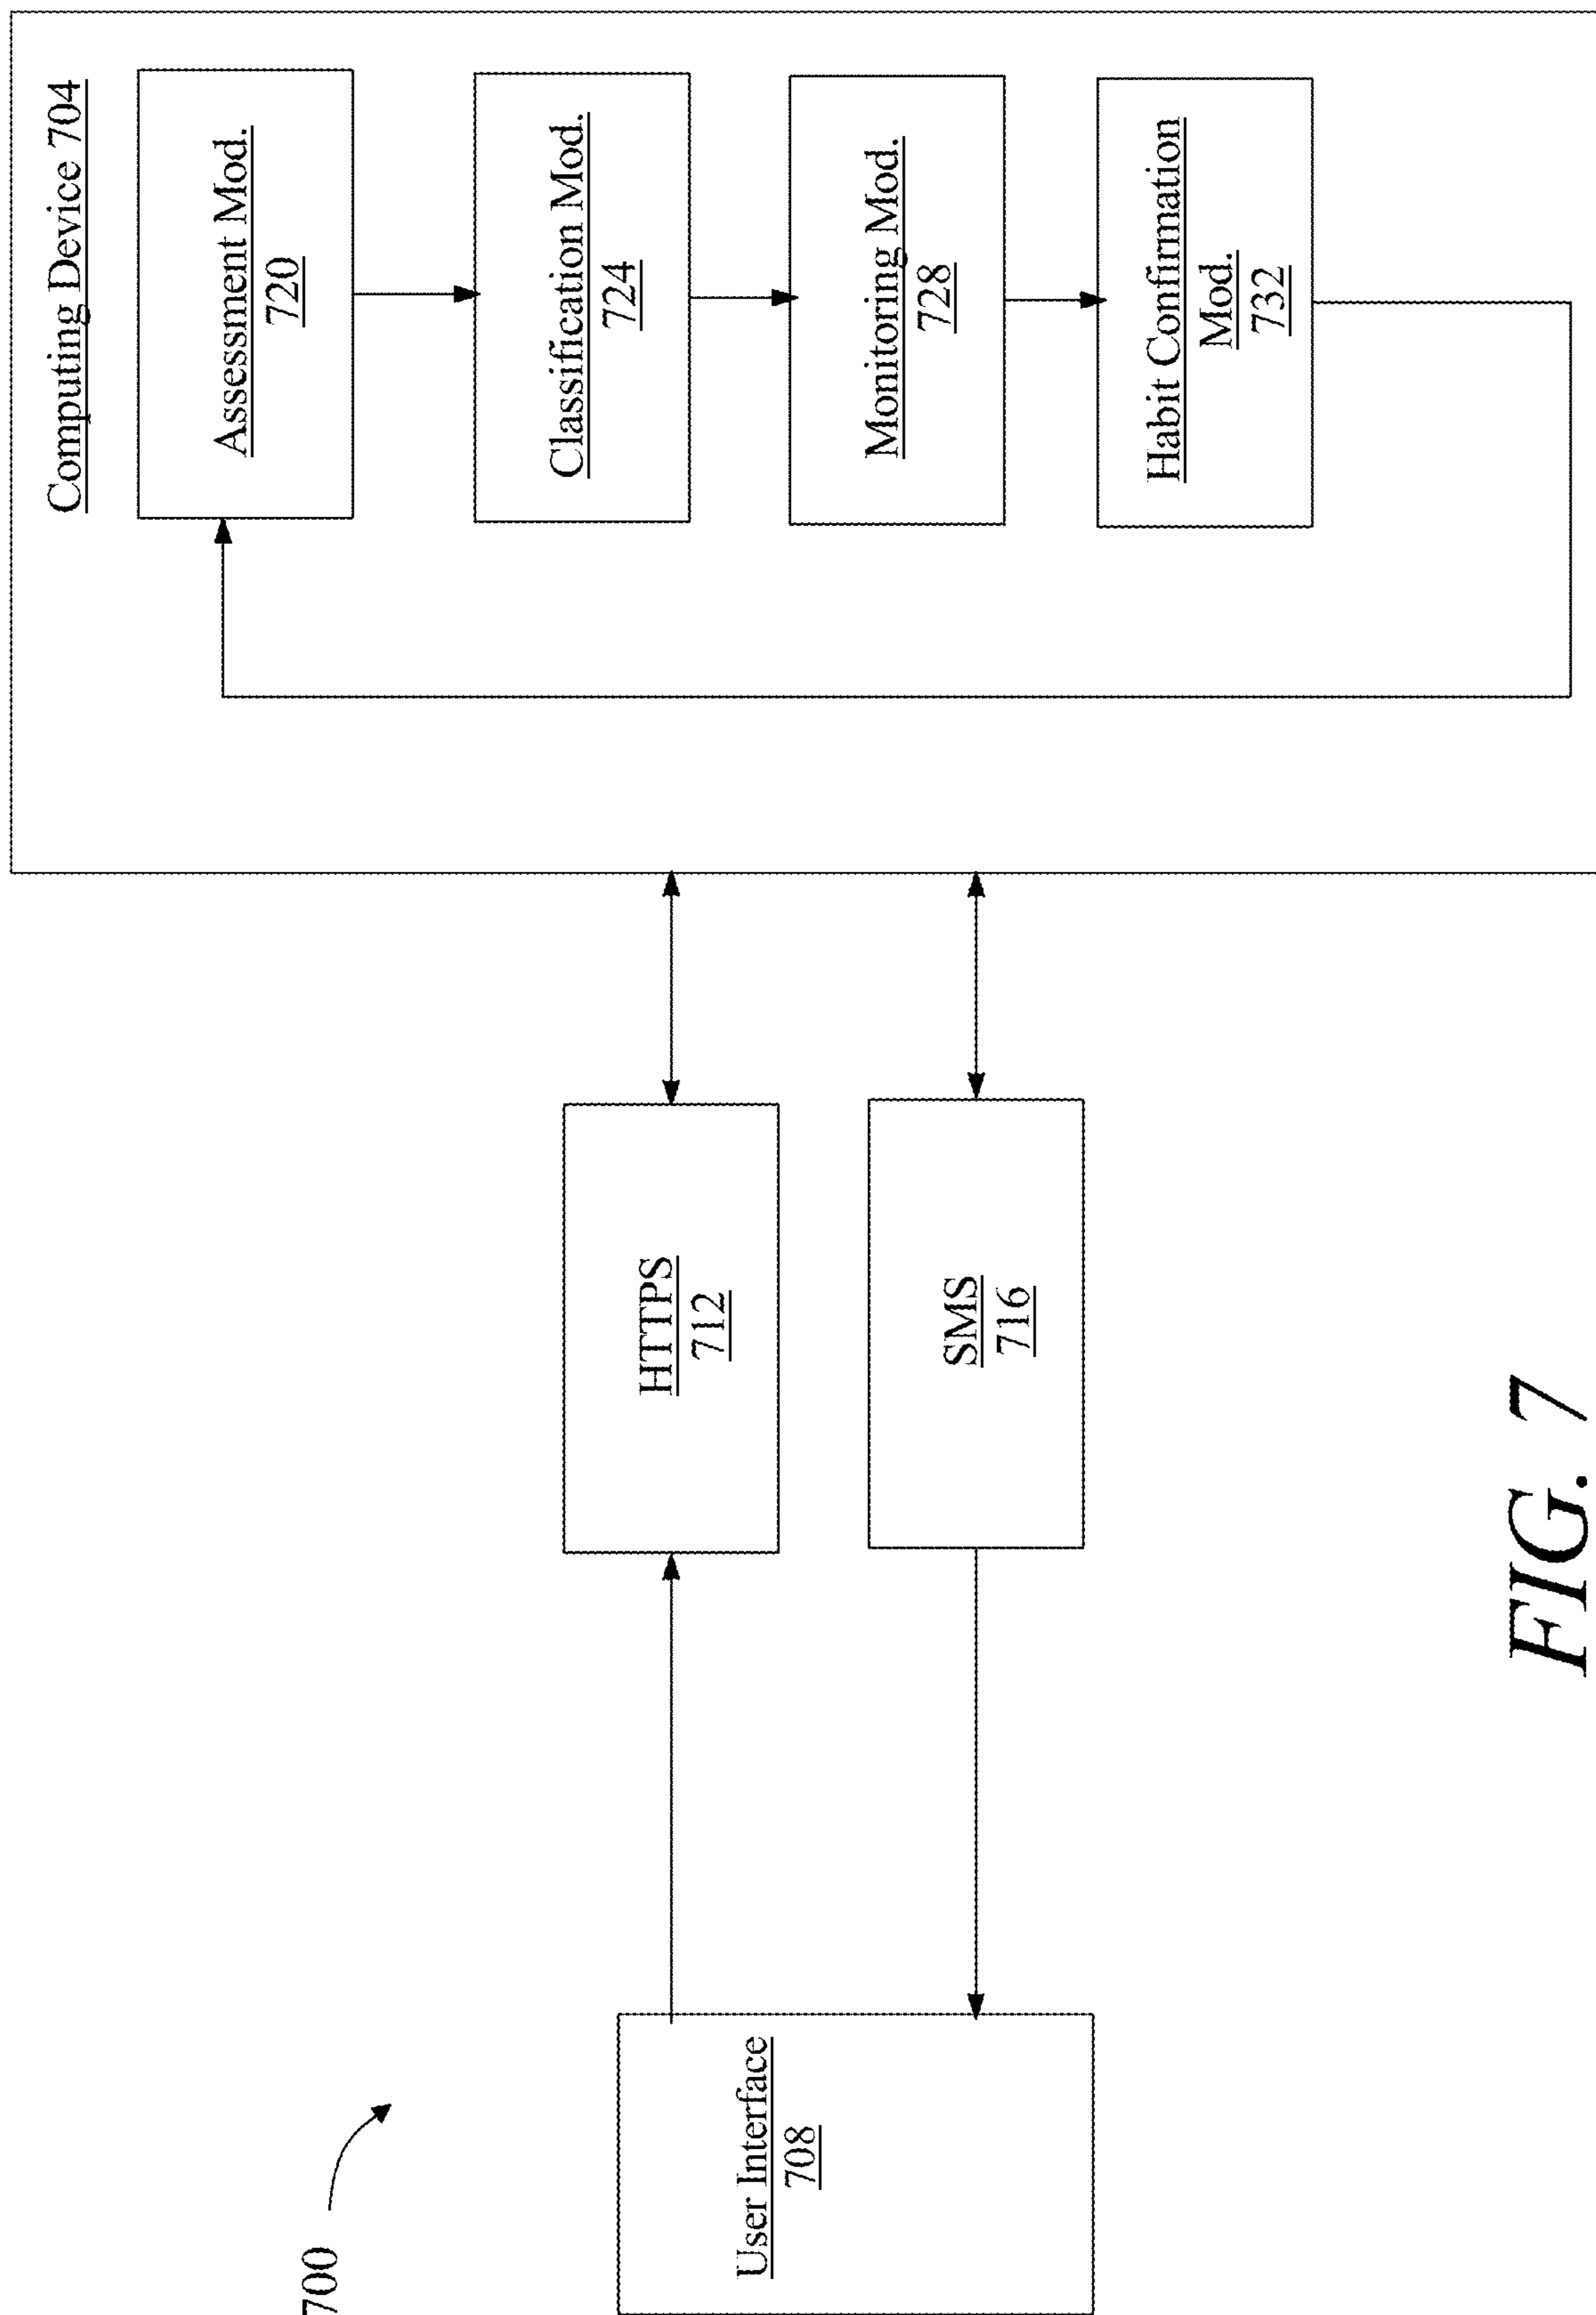 700
User Interface
708
HTTPS
712
SMS
716
Computing Device 704
Assessment Mod.
720
Classification Mod.
724
Monitoring Mod.
728
Habit Confirmation
Mod.
732
FIG. 7